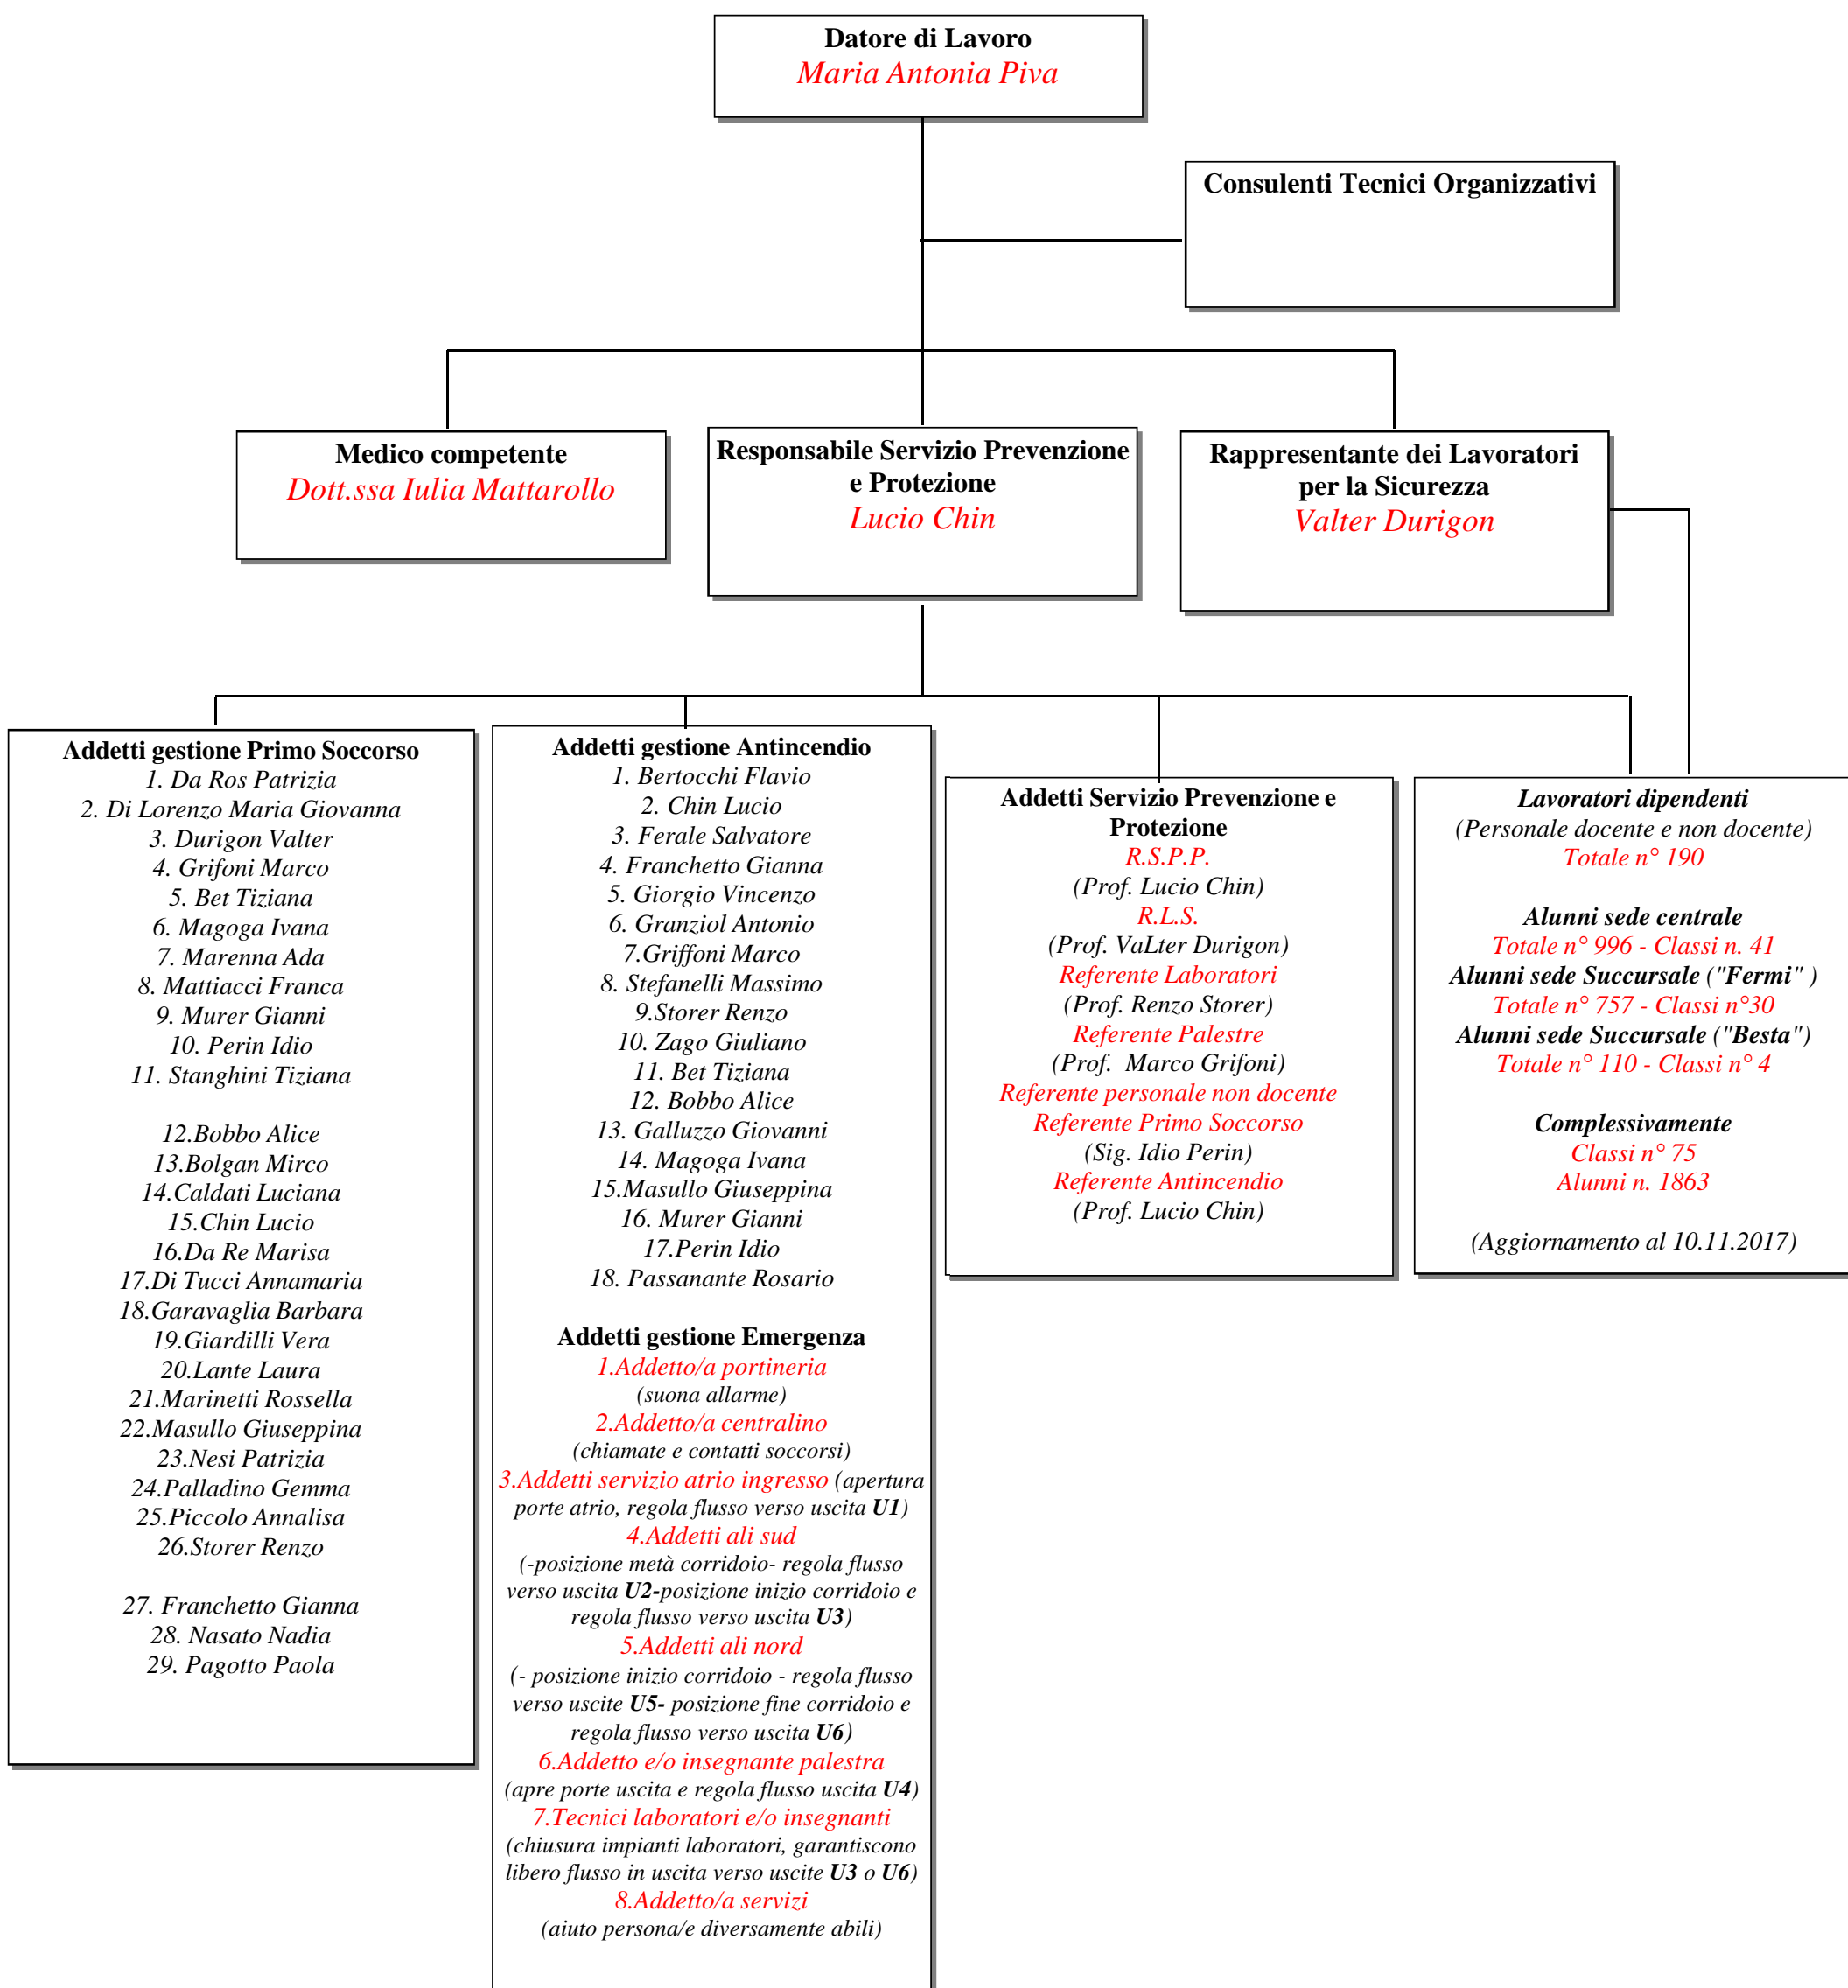 Datore di Lavoro
Maria Antonia Piva
Consulenti Tecnici Organizzativi
Medico competente
Dott.ssa Iulia Mattarollo
Responsabile Servizio Prevenzione
e Protezione
Lucio Chin
Rappresentante dei Lavoratori
per la Sicurezza
Valter Durigon
Addetti gestione Primo Soccorso
1. Da Ros Patrizia
2. Di Lorenzo Maria Giovanna
3. Durigon Valter
4. Grifoni Marco
5. Bet Tiziana
6. Magoga Ivana
7. Marenna Ada
8. Mattiacci Franca
9. Murer Gianni
10. Perin Idio
11. Stanghini Tiziana
12.Bobbo Alice
13.Bolgan Mirco
14.Caldati Luciana
15.Chin Lucio
16.Da Re Marisa
17.Di Tucci Annamaria
18.Garavaglia Barbara
19.Giardilli Vera
20.Lante Laura
21.Marinetti Rossella
22.Masullo Giuseppina
23.Nesi Patrizia
24.Palladino Gemma
25.Piccolo Annalisa
26.Storer Renzo
27. Franchetto Gianna
28. Nasato Nadia
29. Pagotto Paola
Addetti gestione Antincendio
1. Bertocchi Flavio
2. Chin Lucio
3. Ferale Salvatore
4. Franchetto Gianna
5. Giorgio Vincenzo
6. Granziol Antonio
7.Griffoni Marco
8. Stefanelli Massimo
9.Storer Renzo
10. Zago Giuliano
11. Bet Tiziana
12. Bobbo Alice
13. Galluzzo Giovanni
14. Magoga Ivana
15.Masullo Giuseppina
16. Murer Gianni
17.Perin Idio
18. Passanante Rosario
Addetti gestione Emergenza
1.Addetto/a portineria
(suona allarme)
2.Addetto/a centralino
(chiamate e contatti soccorsi)
3.Addetti servizio atrio ingresso (apertura
porte atrio, regola flusso verso uscita U1)
4.Addetti ali sud
(-posizione metà corridoio- regola flusso
verso uscita U2-posizione inizio corridoio e
regola flusso verso uscita U3)
5.Addetti ali nord
(- posizione inizio corridoio - regola flusso
verso uscite U5- posizione fine corridoio e
regola flusso verso uscita U6)
6.Addetto e/o insegnante palestra
(apre porte uscita e regola flusso uscita U4)
7.Tecnici laboratori e/o insegnanti
(chiusura impianti laboratori, garantiscono
libero flusso in uscita verso uscite U3 o U6)
8.Addetto/a servizi
(aiuto persona/e diversamente abili)
Addetti Servizio Prevenzione e
Protezione
R.S.P.P.
(Prof. Lucio Chin)
R.L.S.
(Prof. VaLter Durigon)
Referente Laboratori
(Prof. Renzo Storer)
Referente Palestre
(Prof. Marco Grifoni)
Referente personale non docente
Referente Primo Soccorso
(Sig. Idio Perin)
Referente Antincendio
(Prof. Lucio Chin)
Lavoratori dipendenti
(Personale docente e non docente)
Totale n° 190
Alunni sede centrale
Totale n° 996 - Classi n. 41
Alunni sede Succursale ("Fermi" )
Totale n° 757 - Classi n°30
Alunni sede Succursale ("Besta")
Totale n° 110 - Classi n° 4
Complessivamente
Classi n° 75
Alunni n. 1863
(Aggiornamento al 10.11.2017)